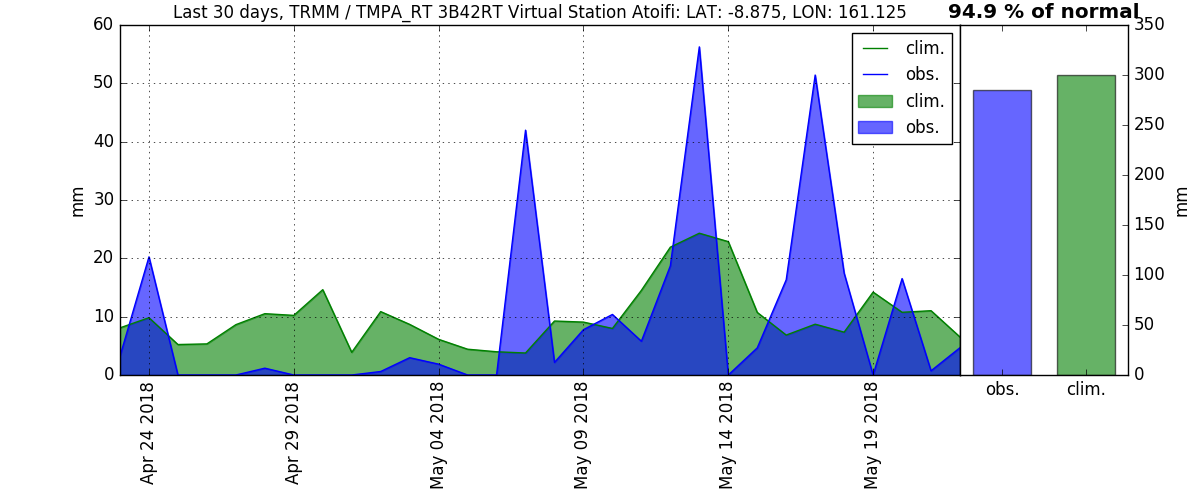 Last 30 days, TRMM / TMPA_RT 3B42RT Virtual Station Atoifi: LAT: -8.875, LON: 161.125
94.9 % of normal
60
50
40
30
20
10
0
mm
clim.
obs.
clim.
obs.
Apr 24 2018
Apr 29 2018
May 04 2018
May 09 2018
May 14 2018
May 19 2018
350
300
250
200
150
100
50
0
mm
obs.
clim.